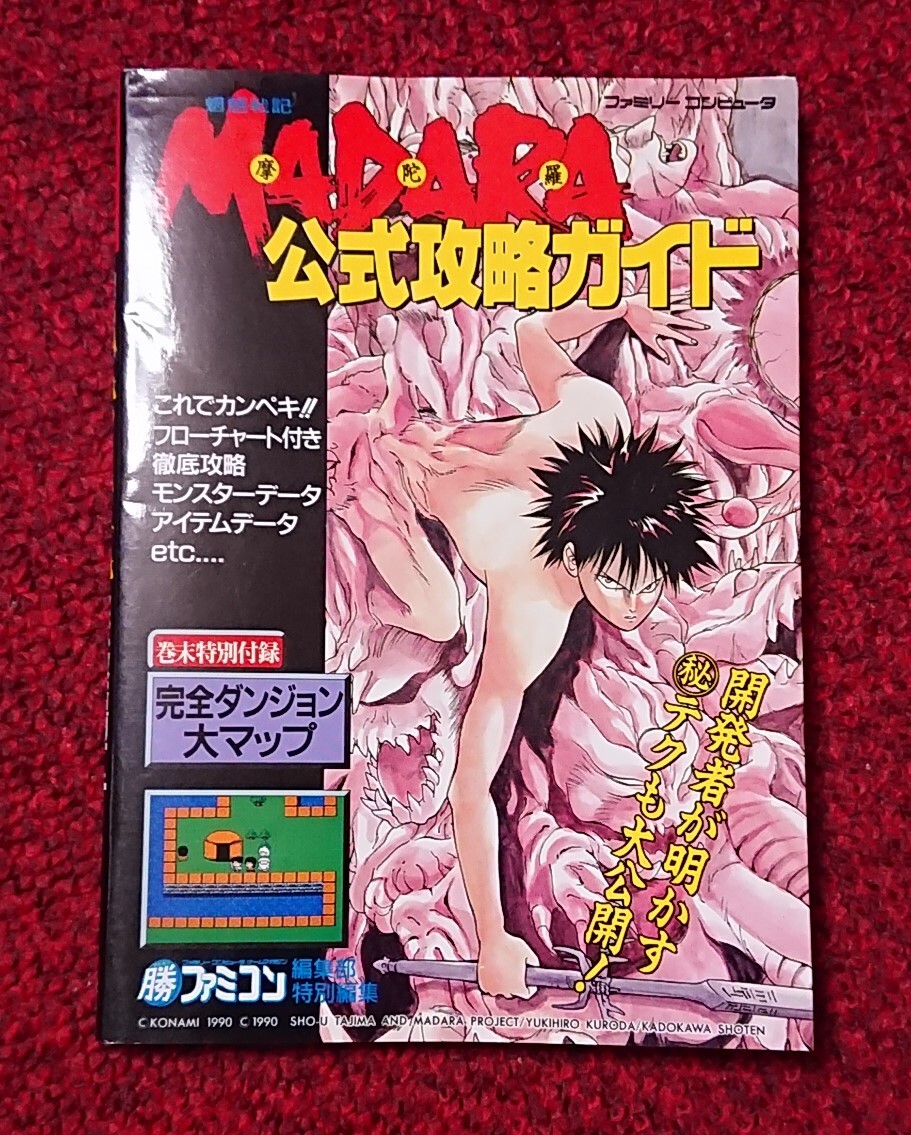 魍魎戦記
ファミリーコンピュータ
MADARA
摩陀羅
公式攻略ガイド
これでカンペキ!!
フローチャート付き
徹底攻略
モンスターデータ
アイテムデータ
etc....
巻末特別付録
完全ダンジョン
大マップ
開発者が明かす
㊙テクも大公開!
勝ファミコン
編集部
特別編集
© KONAMI 1990 © 1990 SHO-U TAJIMA AND MADARA PROJECT/YUKIHIRO KURODA/KADOKAWA SHOTEN